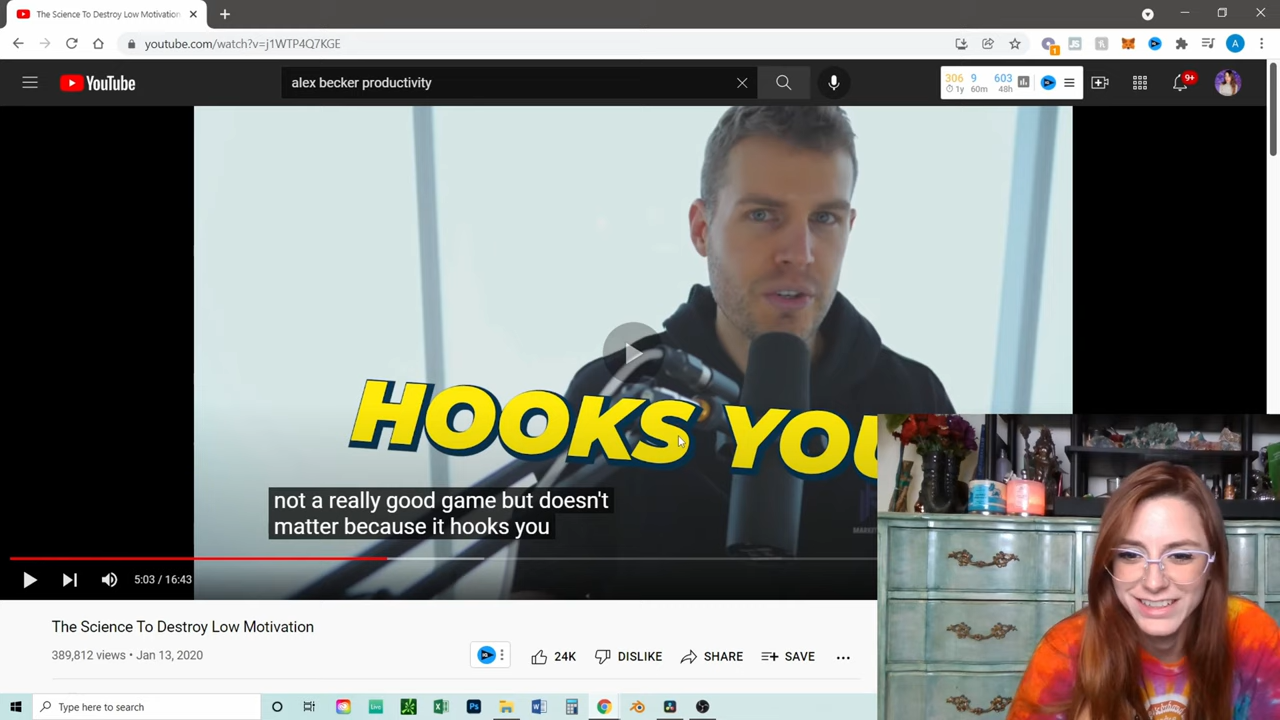 The Science To Destroy Low Motivation
youtube.com/watch?v=j1WTP4Q7KGE
1
A
YouTube
alex becker productivity
306 9 603
1y 60m 48h
9+
HOOKS YOU
not a really good game but doesn't
matter because it hooks you
5:03 / 16:43
The Science To Destroy Low Motivation
389,812 views • Jan 13, 2020
24K
DISLIKE
SHARE
SAVE
Type here to search